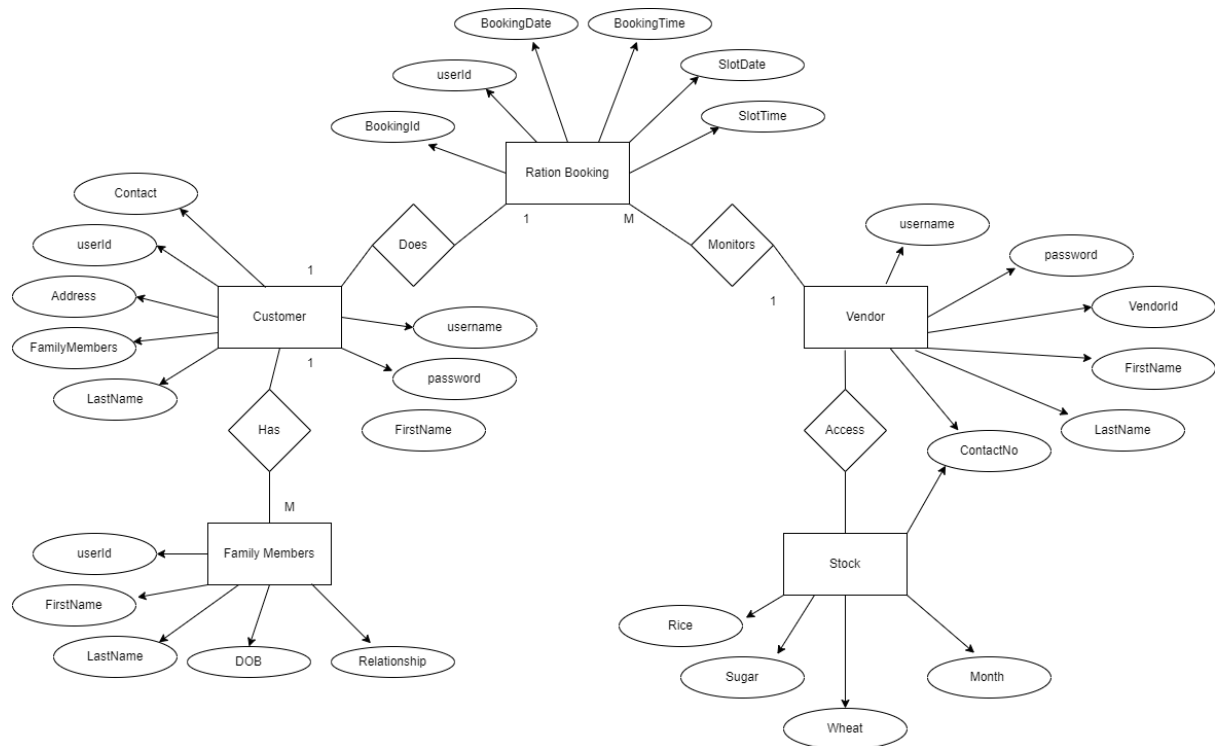 BookingDate
BookingTime
userId
SlotDate
BookingId
SlotTime
Ration Booking
Contact
1
M
userId
Does
Monitors
username
1
password
Address
1
Customer
username
Vendor
VendorId
FamilyMembers
1
password
FirstName
LastName
Has
FirstName
Access
LastName
ContactNo
M
userId
Family Members
Stock
FirstName
Rice
LastName
DOB
Relationship
Sugar
Month
Wheat